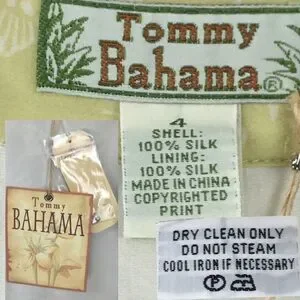 Tommy
Bahama®
4
SHELL:
100% SILK
LINING:
100% SILK
MADE IN CHINA
COPYRIGHTED
PRINT
Tommy
BAHAMA
DRY CLEAN ONLY
DO NOT STEAM
COOL IRON IF NECESSARY
P